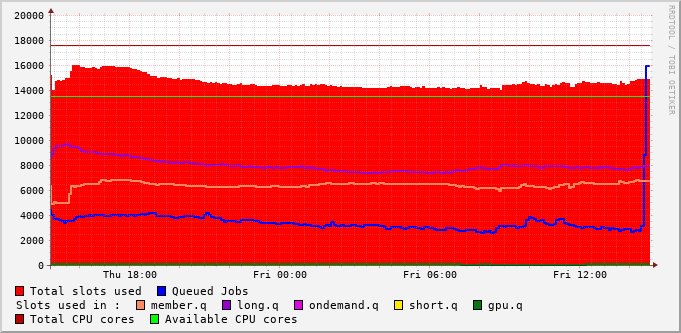 20000
18000
16000
14000
12000
10000
8000
6000
4000
2000
0
Thu 18:00 Fri 00:00 Fri 06:00 Fri 12:00
RRDTOOL / TOBI OETIKER
Total slots used Queued Jobs
Slots used in : member.q long.q ondemand.q short.q gpu.q
Total CPU cores Available CPU cores